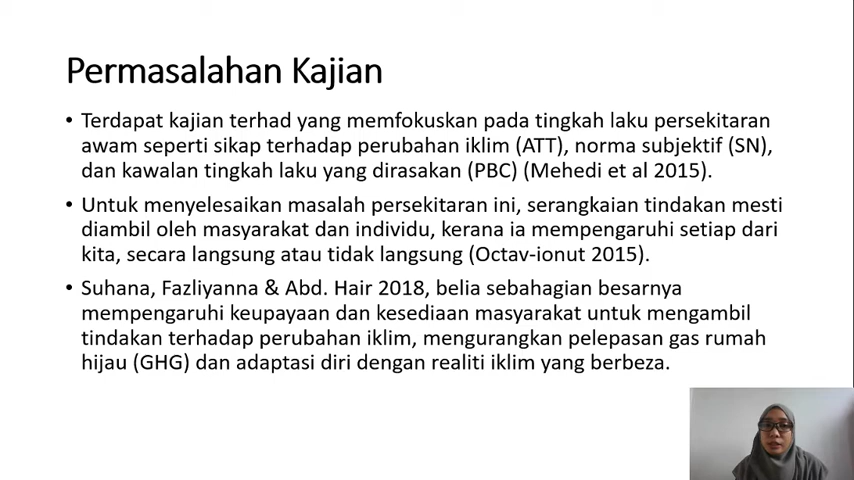 Permasalahan Kajian
• Terdapat kajian terhad yang memfokuskan pada tingkah laku persekitaran
awam seperti sikap terhadap perubahan iklim (ATT), norma subjektif (SN),
dan kawalan tingkah laku yang dirasakan (PBC) (Mehedi et al 2015).
• Untuk menyelesaikan masalah persekitaran ini, serangkaian tindakan mesti
diambil oleh masyarakat dan individu, kerana ia mempengaruhi setiap dari
kita, secara langsung atau tidak langsung (Octav-ionut 2015).
• Suhana, Fazliyanna & Abd. Hair 2018, belia sebahagian besarnya
mempengaruhi keupayaan dan kesediaan masyarakat untuk mengambil
tindakan terhadap perubahan iklim, mengurangkan pelepasan gas rumah
hijau (GHG) dan adaptasi diri dengan realiti iklim yang berbeza.